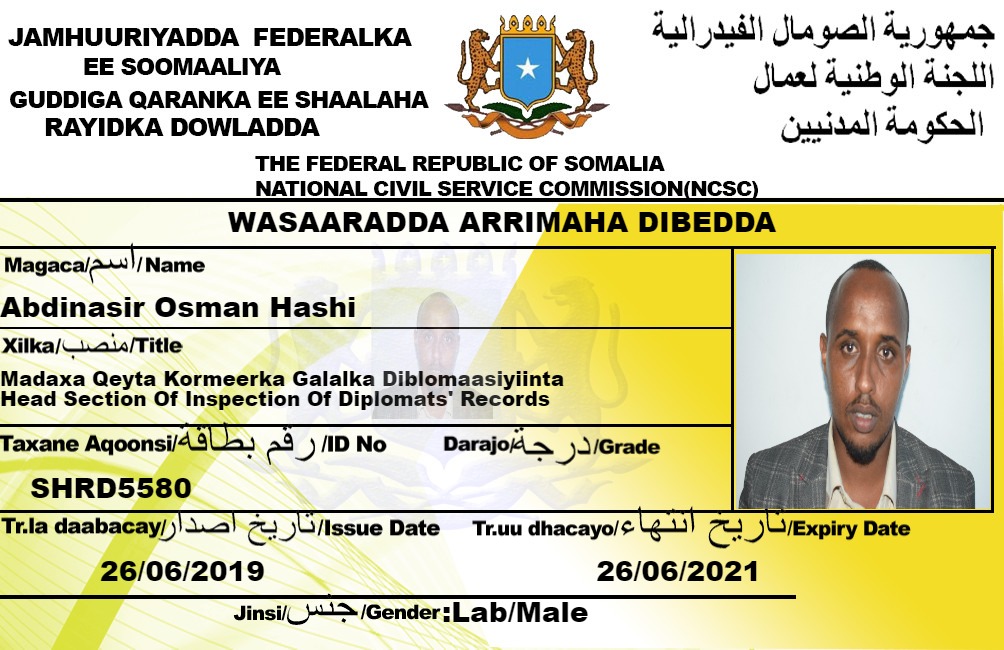 JAMHUURIYADDA FEDERALKA
EE SOOMAALIYA
GUDDIGA QARANKA EE SHAALAHA
RAYIDKA DOWLADDA
جمهورية الصومال الفيدرالية
اللجنة الوطنية لعمال
الحكومة المدنيين
THE FEDERAL REPUBLIC OF SOMALIA
NATIONAL CIVIL SERVICE COMMISSION(NCSC)
WASAARADDA ARRIMAHA DIBEDDA
Magaca/اسم/Name
Abdinasir Osman Hashi
Xilka/منصب/Title
Madaxa Qeyta Kormeerka Galalka Diblomaasiyiinta
Head Section Of Inspection Of Diplomats' Records
Taxane Aqoonsi/رقم بطاقة/ID No
Darajo/درجة/Grade
SHRD5580
Tr.la daabacay/تاريخ اصدار/Issue Date
Tr.uu dhacayo/تاريخ انتهاء/Expiry Date
26/06/2019
26/06/2021
Jinsi/جنس/Gender:Lab/Male